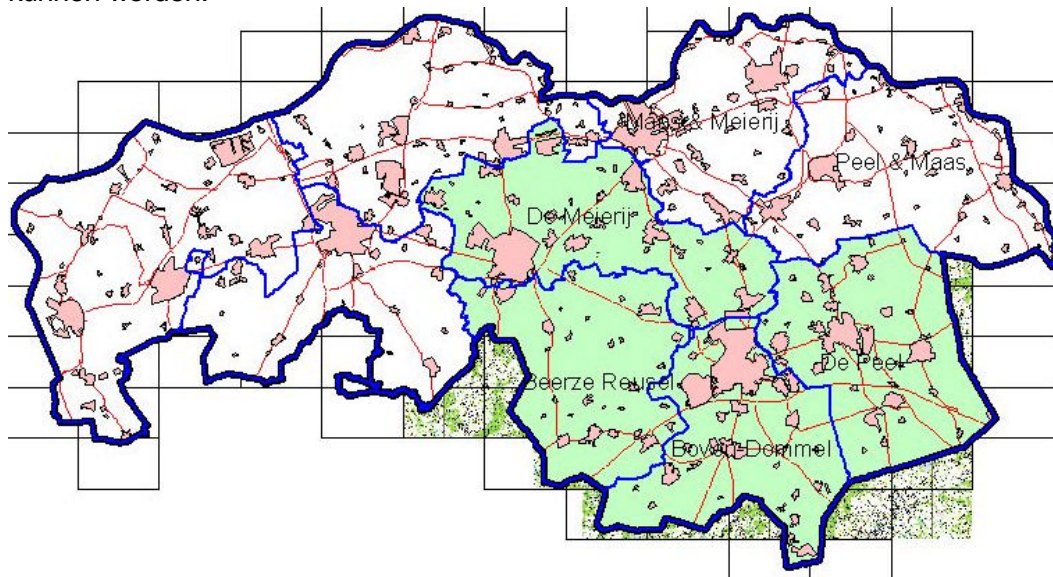 kunnen worden.
Maas & Meierij
Peel & Maas
De Meierij
De Peel
Beerze Reusel
Boven-Dommel